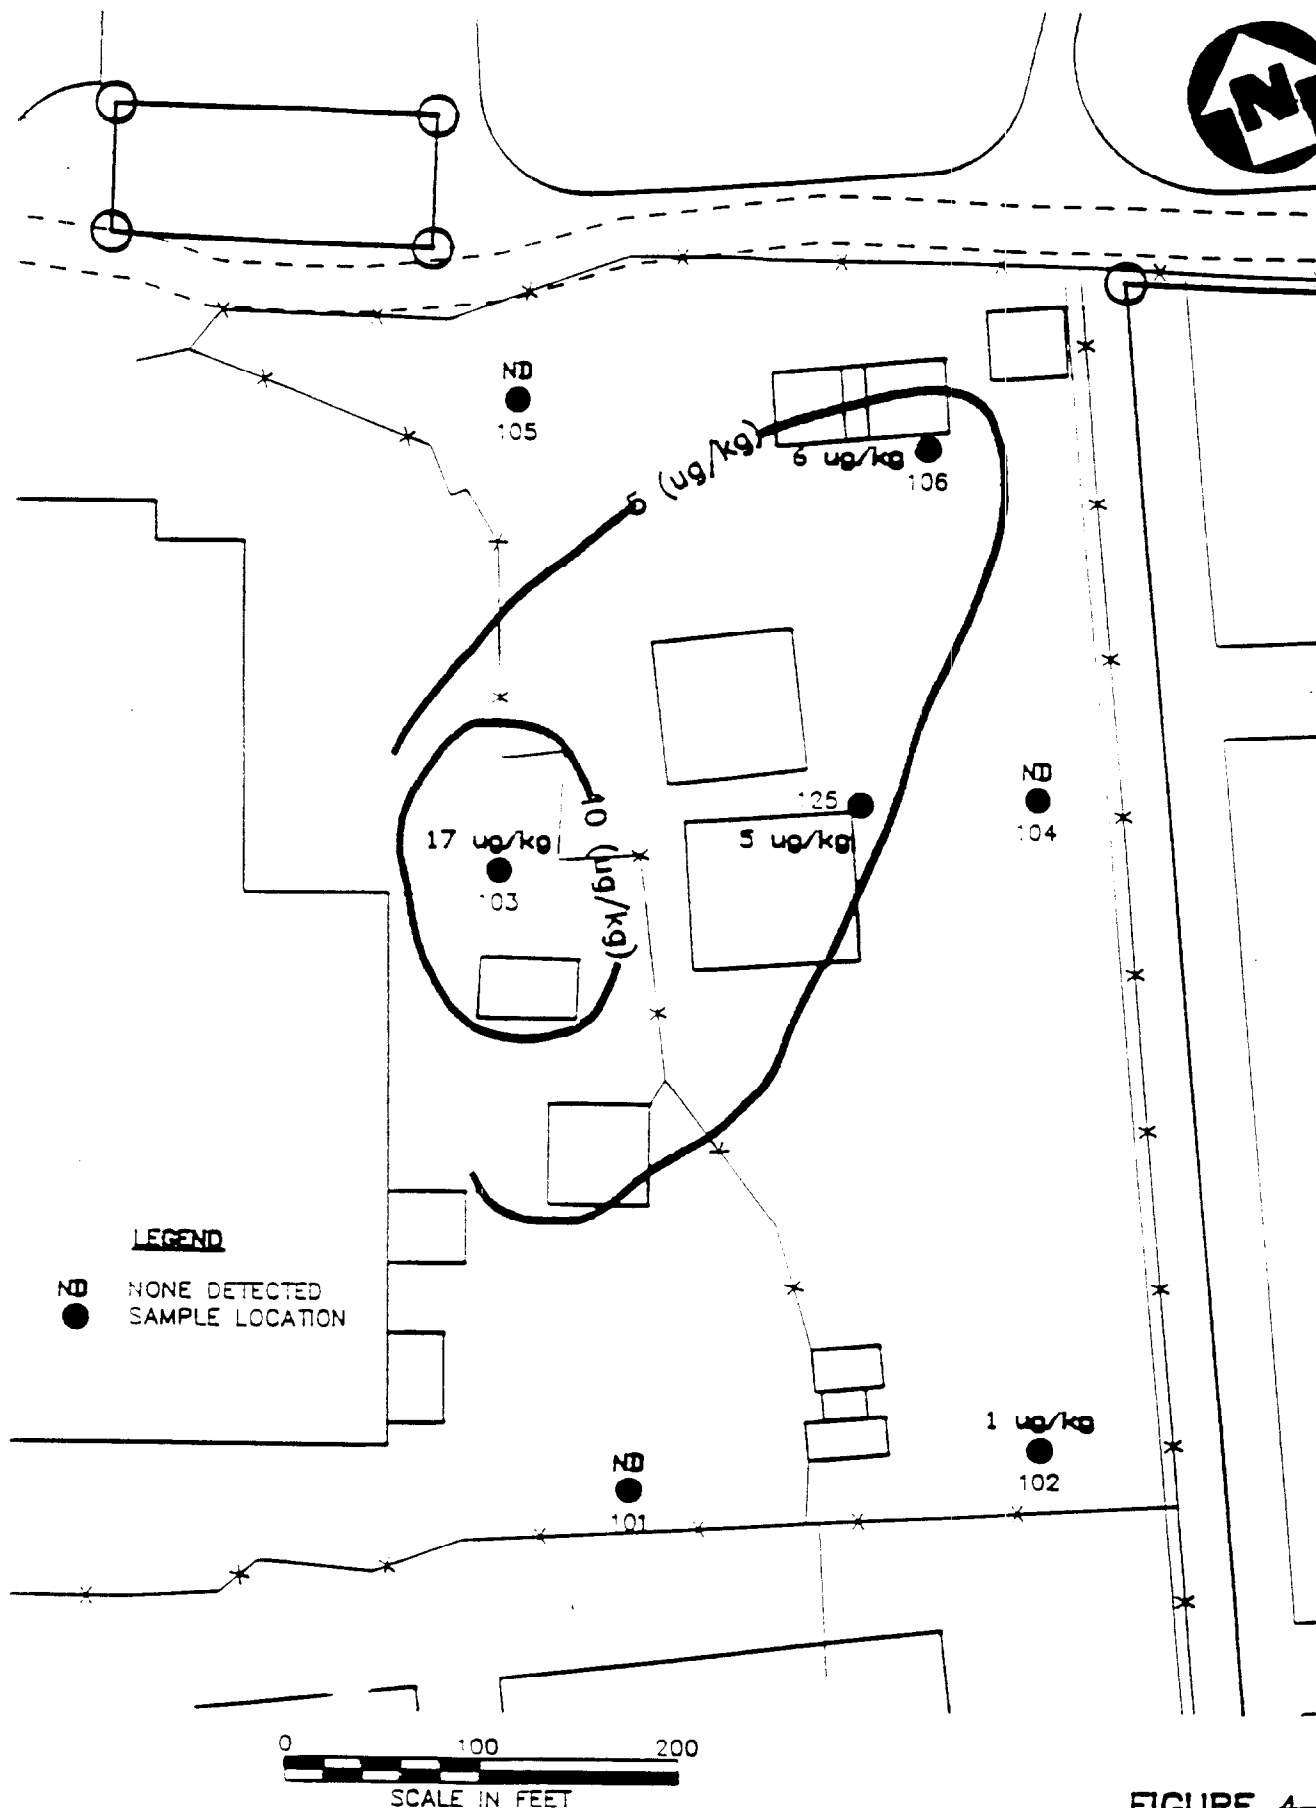 N
ND
105
5 (ug/kg)
6 ug/kg
106
ND
104
125
5 ug/kg
10 (ug/kg)
17 ug/kg
103
LEGEND
ND NONE DETECTED
SAMPLE LOCATION
1 ug/kg
102
ND
101
0 100 200
SCALE IN FEET
FIGURE 4-